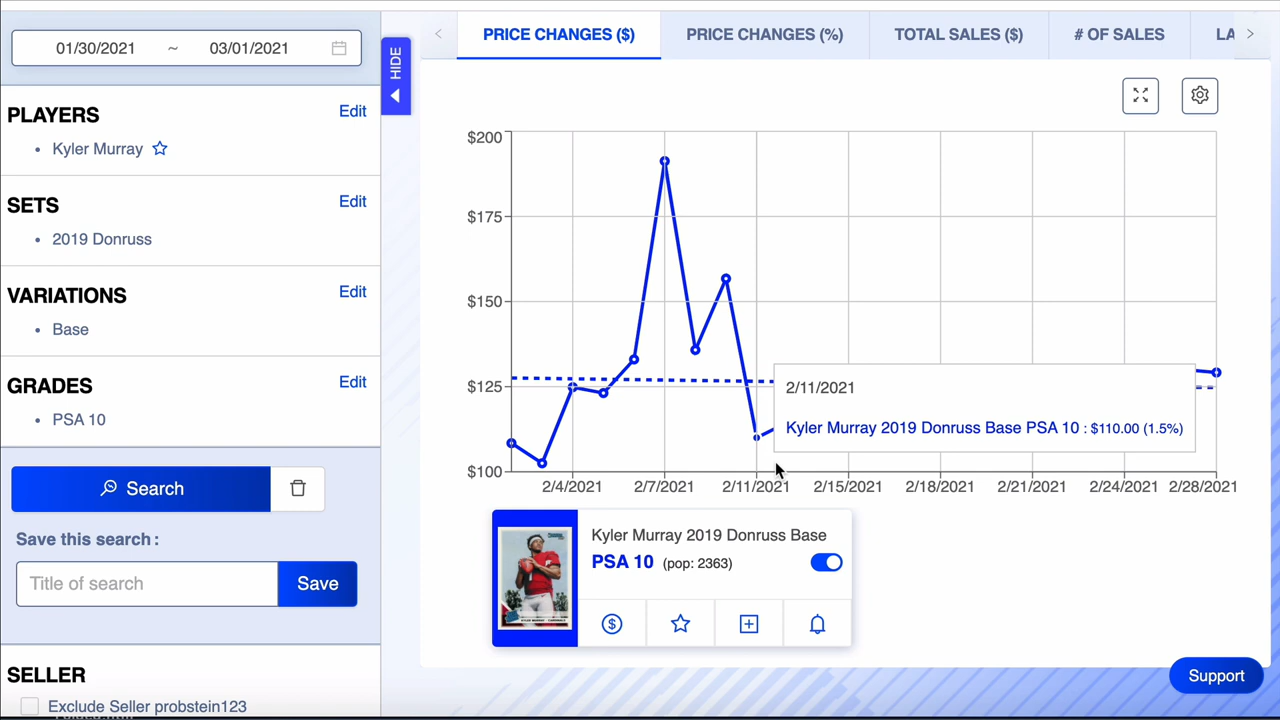 01/30/2021 ~ 03/01/2021
PLAYERS
Edit
• Kyler Murray
SETS
Edit
• 2019 Donruss
VARIATIONS
Edit
• Base
GRADES
Edit
• PSA 10
Search
Save this search :
Title of search
Save
SELLER
Exclude Seller probstein123
HIDE
PRICE CHANGES ($)
PRICE CHANGES (%)
TOTAL SALES ($)
# OF SALES
LA
$200
$175
$150
$125
$100
2/4/2021
2/7/2021
2/11/2021
2/15/2021
2/18/2021
2/21/2021
2/24/2021
2/28/2021
2/11/2021
Kyler Murray 2019 Donruss Base PSA 10 : $110.00 (1.5%)
Kyler Murray 2019 Donruss Base
PSA 10 (pop: 2363)
Support